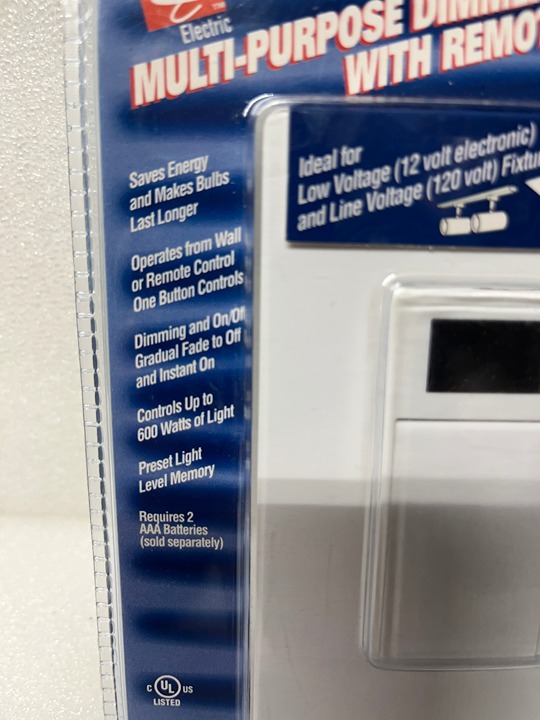 TM
Electric
MULTI-PURPOSE
WITH
Ideal for
Low Voltage (12 volt electronic)
and Line Voltage (120 volt)
Saves Energy
and Makes Bulbs
Last Longer
Operates from Wall
or Remote Control
One Button Controls
Dimming and On/Off
Gradual Fade to Off
and Instant On
Controls Up to
600 Watts of Light
Preset Light
Level Memory
Requires 2
AAA Batteries
(sold separately)
C UL US
LISTED